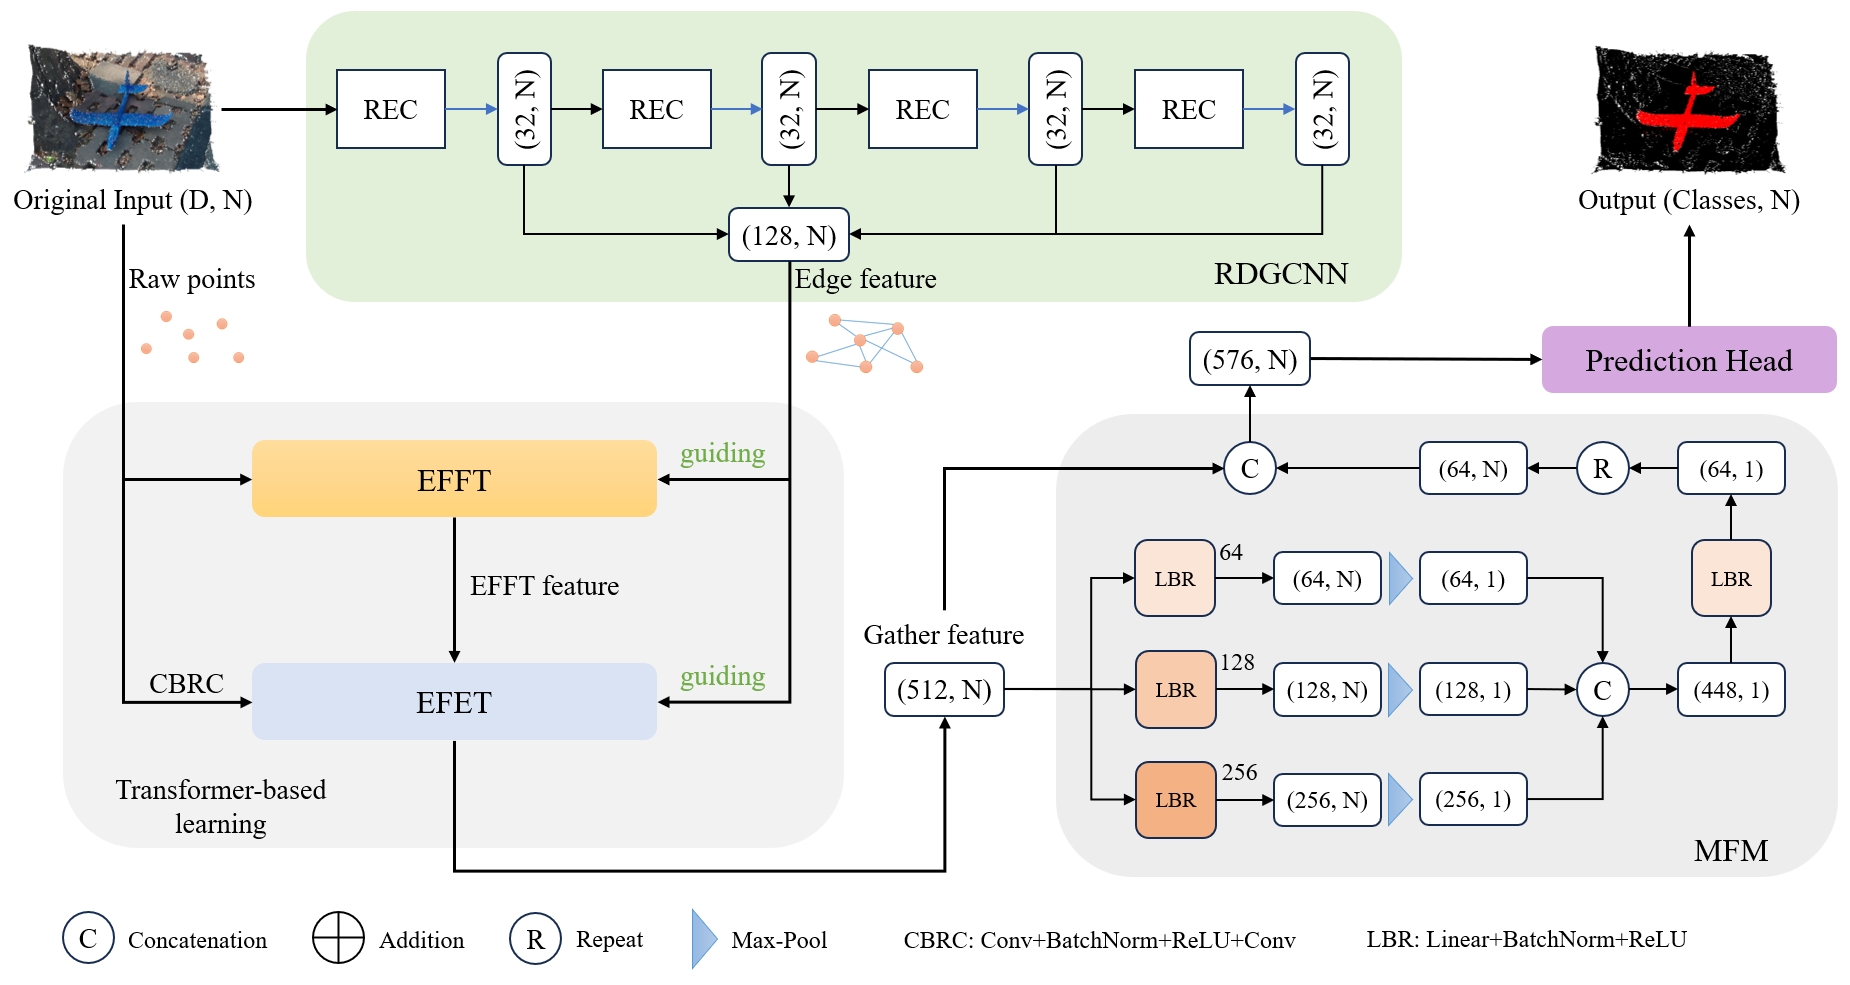 REC
(32, N)
REC
(32, N)
REC
(32, N)
REC
(32, N)
Original Input (D, N)
Output (Classes, N)
(128, N)
RDGCNN
Raw points
Edge feature
(576, N)
Prediction Head
EFFT
guiding
EFFT feature
CBRC
EFET
guiding
Transformer-based
learning
Gather feature
(512, N)
C
(64, N)
R
(64, 1)
LBR
64
(64, N)
(64, 1)
LBR
LBR
128
(128, N)
(128, 1)
C
(448, 1)
LBR
256
(256, N)
(256, 1)
MFM
C Concatenation
Addition
R Repeat
Max-Pool
CBRC: Conv+BatchNorm+ReLU+Conv
LBR: Linear+BatchNorm+ReLU